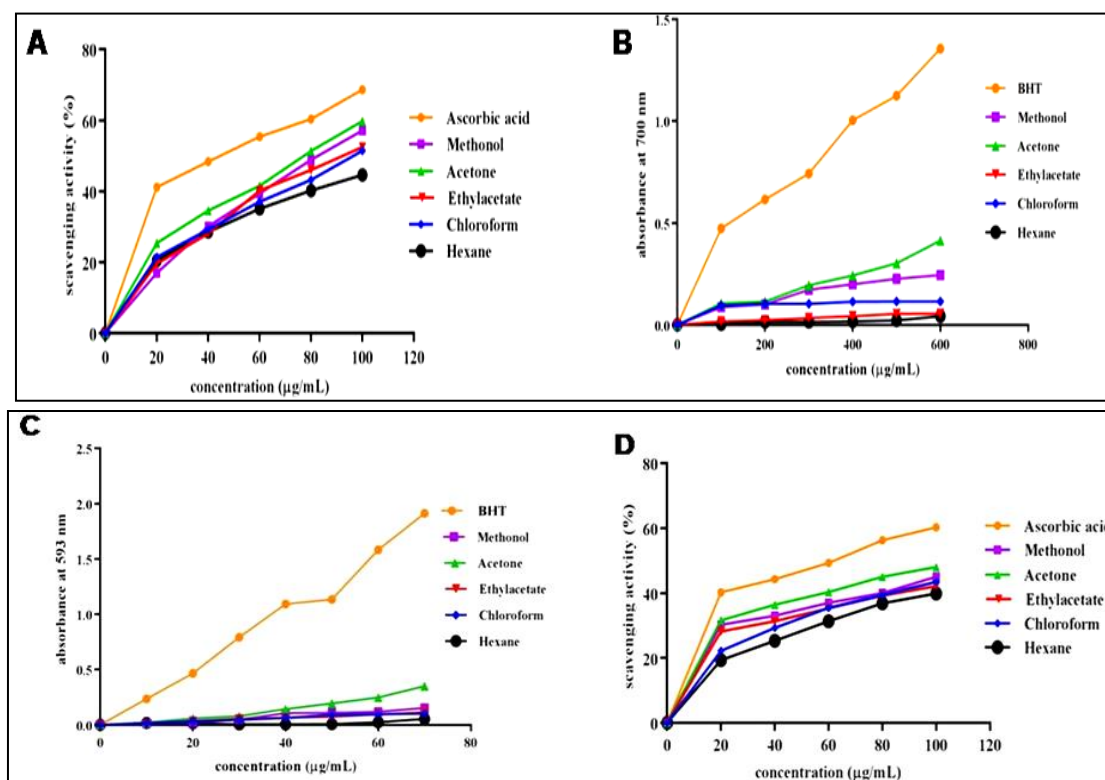 A
80
60
40
20
0
scavenging activity (%)
0 20 40 60 80 100 120
concentration (µg/mL)
Ascorbic acid
Methonol
Acetone
Ethylacetate
Chloroform
Hexane
B
1.5
1.0
0.5
0.0
absorbance at 700 nm
0 200 400 600 800
concentration (µg/mL)
BHT
Methonol
Acetone
Ethylacetate
Chloroform
Hexane
C
2.5
2.0
1.5
1.0
0.5
0.0
absorbance at 593 nm
0 20 40 60 80
concentration (µg/mL)
BHT
Methonol
Acetone
Ethylacetate
Chloroform
Hexane
D
80
60
40
20
0
scavenging activity (%)
0 20 40 60 80 100 120
concentration (µg/mL)
Ascorbic acid
Methonol
Acetone
Ethylacetate
Chloroform
Hexane